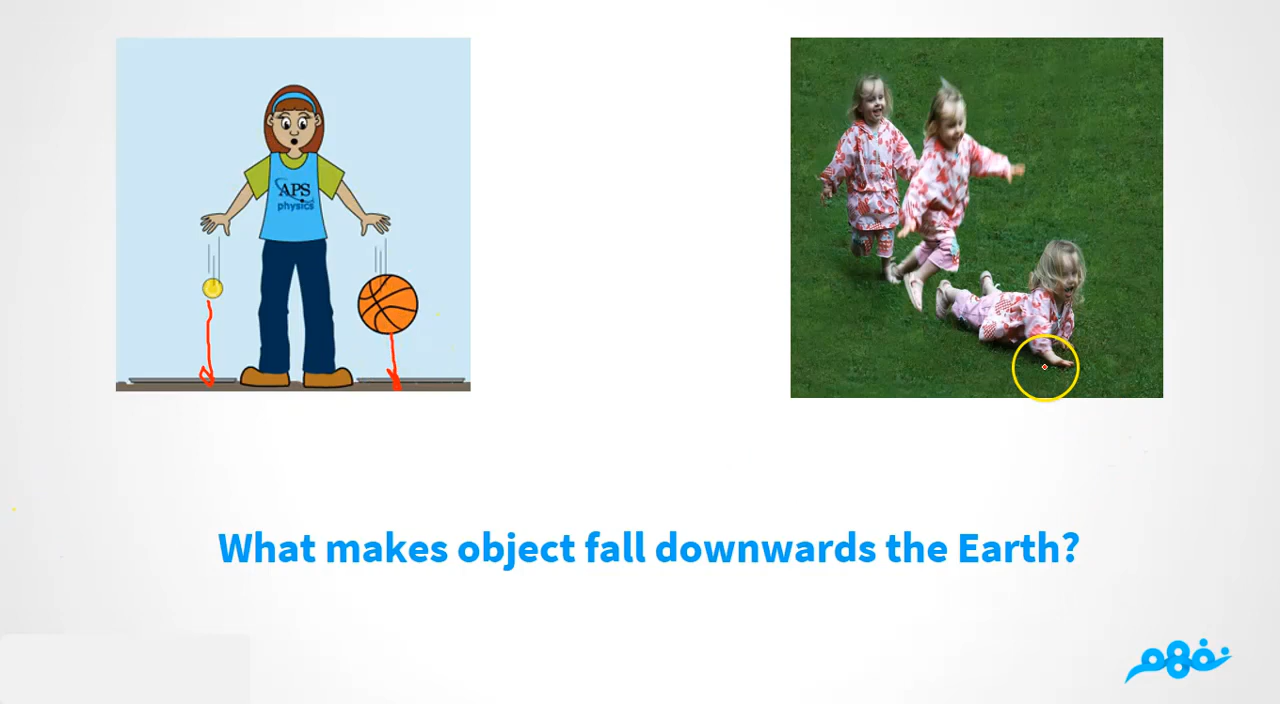 APS
physics
What makes object fall downwards the Earth?
نفهم